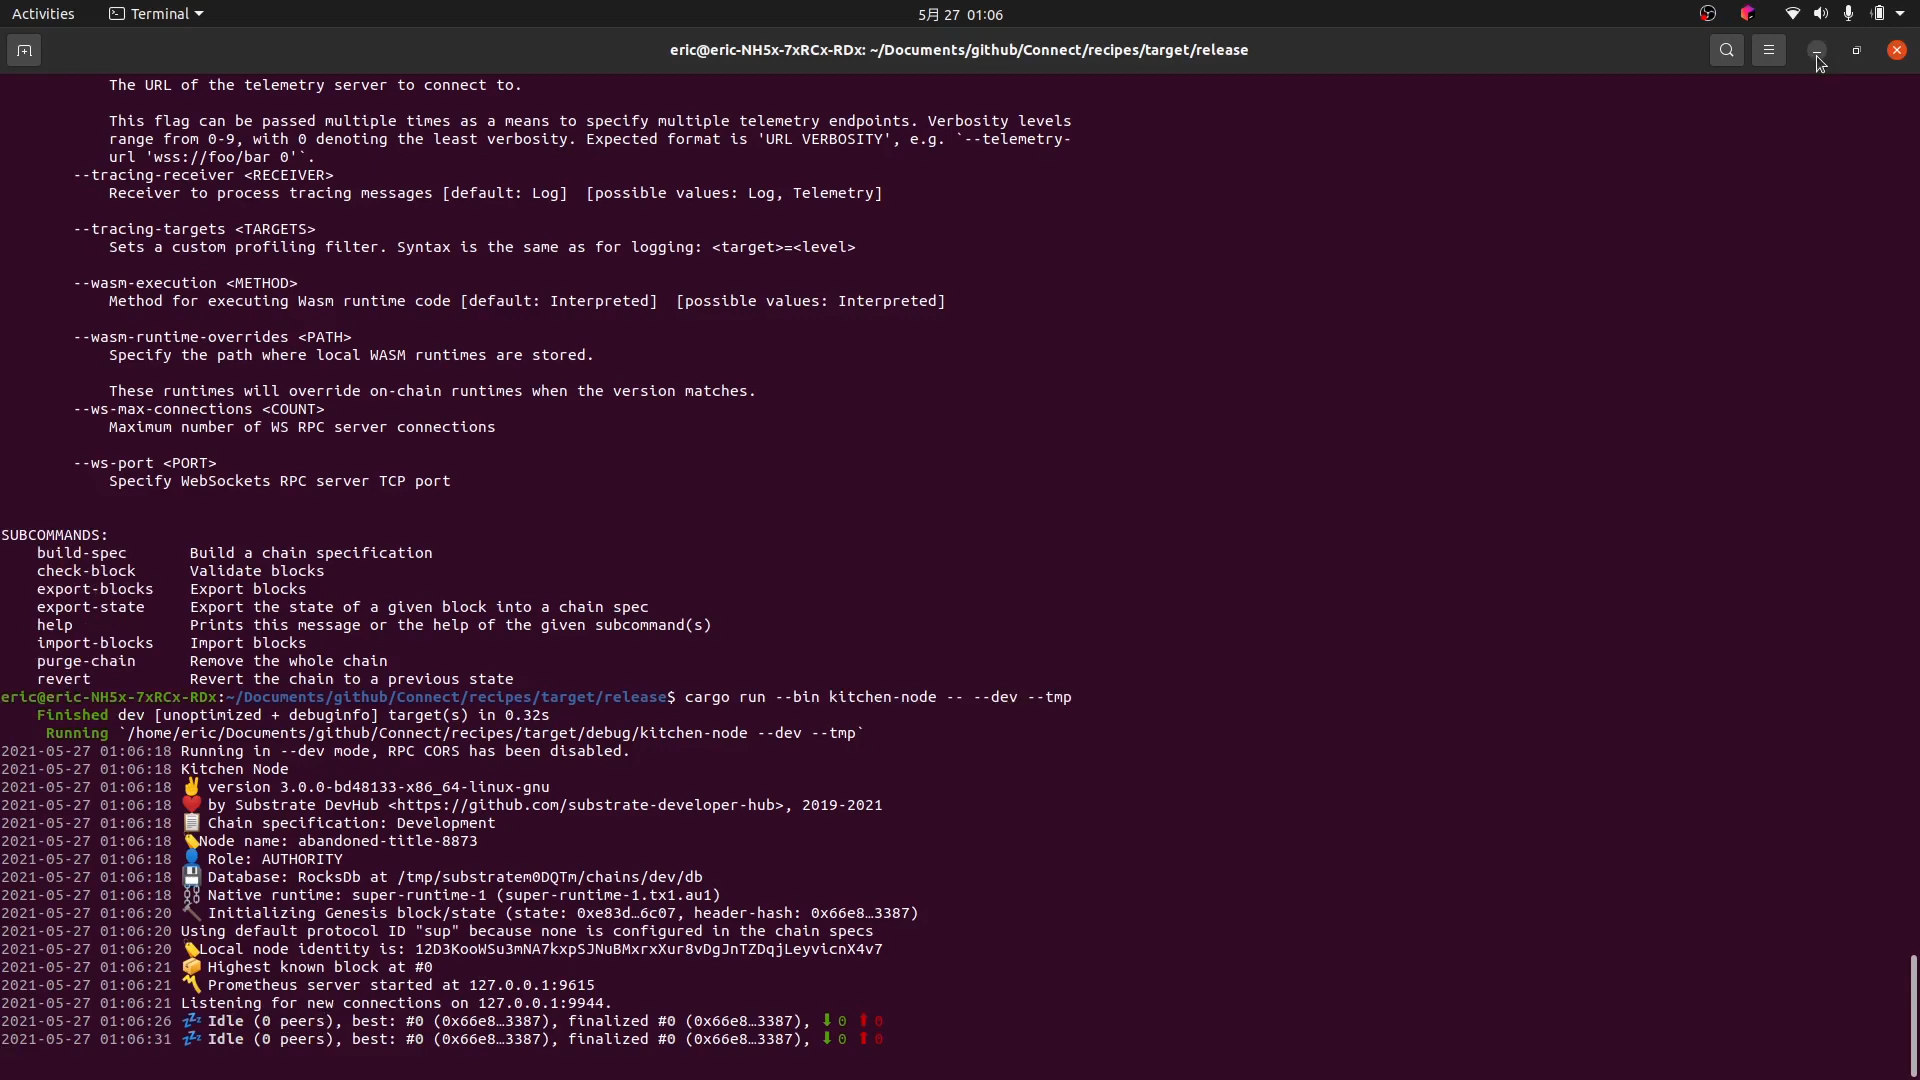 Activities
Terminal
5月 27 01:06
eric@eric-NH5x-7xRCx-RDx: ~/Documents/github/Connect/recipes/target/release
The URL of the telemetry server to connect to.
This flag can be passed multiple times as a means to specify multiple telemetry endpoints. Verbosity levels
range from 0-9, with 0 denoting the least verbosity. Expected format is 'URL VERBOSITY', e.g. `--telemetry-
url 'wss://foo/bar 0'`.
--tracing-receiver <RECEIVER>
Receiver to process tracing messages [default: Log]  [possible values: Log, Telemetry]
--tracing-targets <TARGETS>
Sets a custom profiling filter. Syntax is the same as for logging: <target>=<level>
--wasm-execution <METHOD>
Method for executing Wasm runtime code [default: Interpreted]  [possible values: Interpreted]
--wasm-runtime-overrides <PATH>
Specify the path where local WASM runtimes are stored.
These runtimes will override on-chain runtimes when the version matches.
--ws-max-connections <COUNT>
Maximum number of WS RPC server connections
--ws-port <PORT>
Specify WebSockets RPC server TCP port
SUBCOMMANDS:
build-spec       Build a chain specification
check-block      Validate blocks
export-blocks    Export blocks
export-state     Export the state of a given block into a chain spec
help             Prints this message or the help of the given subcommand(s)
import-blocks    Import blocks
purge-chain      Remove the whole chain
revert           Revert the chain to a previous state
eric@eric-NH5x-7xRCx-RDx:~/Documents/github/Connect/recipes/target/release$ cargo run --bin kitchen-node -- --dev --tmp
Finished dev [unoptimized + debuginfo] target(s) in 0.32s
Running `/home/eric/Documents/github/Connect/recipes/target/debug/kitchen-node --dev --tmp`
2021-05-27 01:06:18 Running in --dev mode, RPC CORS has been disabled.
2021-05-27 01:06:18 Kitchen Node
2021-05-27 01:06:18 ✌️ version 3.0.0-bd48133-x86_64-linux-gnu
2021-05-27 01:06:18 ❤️ by Substrate DevHub <https://github.com/substrate-developer-hub>, 2019-2021
2021-05-27 01:06:18 📋 Chain specification: Development
2021-05-27 01:06:18 🏷 Node name: abandoned-title-8873
2021-05-27 01:06:18 👤 Role: AUTHORITY
2021-05-27 01:06:18 💾 Database: RocksDb at /tmp/substratem0DQTm/chains/dev/db
2021-05-27 01:06:18 ⛓ Native runtime: super-runtime-1 (super-runtime-1.tx1.au1)
2021-05-27 01:06:20 🔨 Initializing Genesis block/state (state: 0xe83d…6c07, header-hash: 0x66e8…3387)
2021-05-27 01:06:20 Using default protocol ID "sup" because none is configured in the chain specs
2021-05-27 01:06:20 🏷 Local node identity is: 12D3KooWSu3mNA7kxpSJNuBMxrxXur8vDgJnTZDqjLeyvicnX4v7
2021-05-27 01:06:21 📦 Highest known block at #0
2021-05-27 01:06:21 〽️ Prometheus server started at 127.0.0.1:9615
2021-05-27 01:06:21 Listening for new connections on 127.0.0.1:9944.
2021-05-27 01:06:26 💤 Idle (0 peers), best: #0 (0x66e8…3387), finalized #0 (0x66e8…3387), ⬇ 0 ⬆ 0
2021-05-27 01:06:31 💤 Idle (0 peers), best: #0 (0x66e8…3387), finalized #0 (0x66e8…3387), ⬇ 0 ⬆ 0